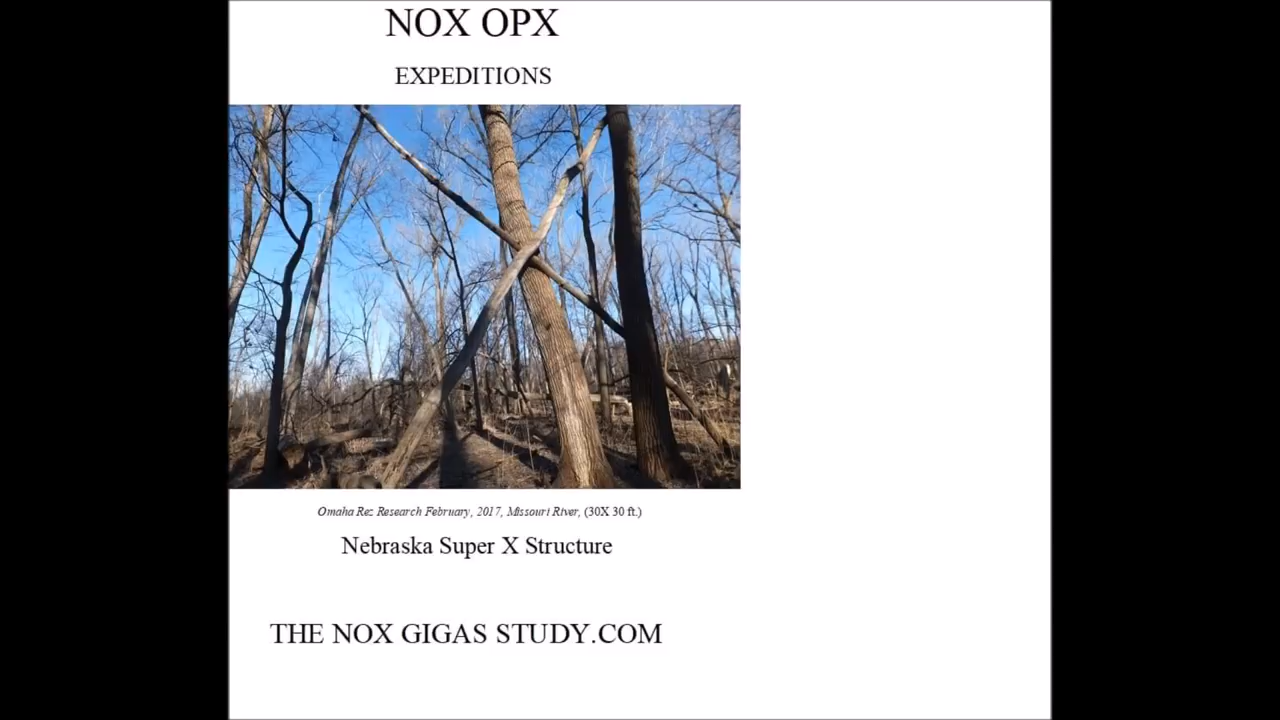 NOX OPX
EXPEDITIONS
Omaha Rez Research February, 2017, Missouri River, (30X 30 ft.)
Nebraska Super X Structure
THE NOX GIGAS STUDY.COM